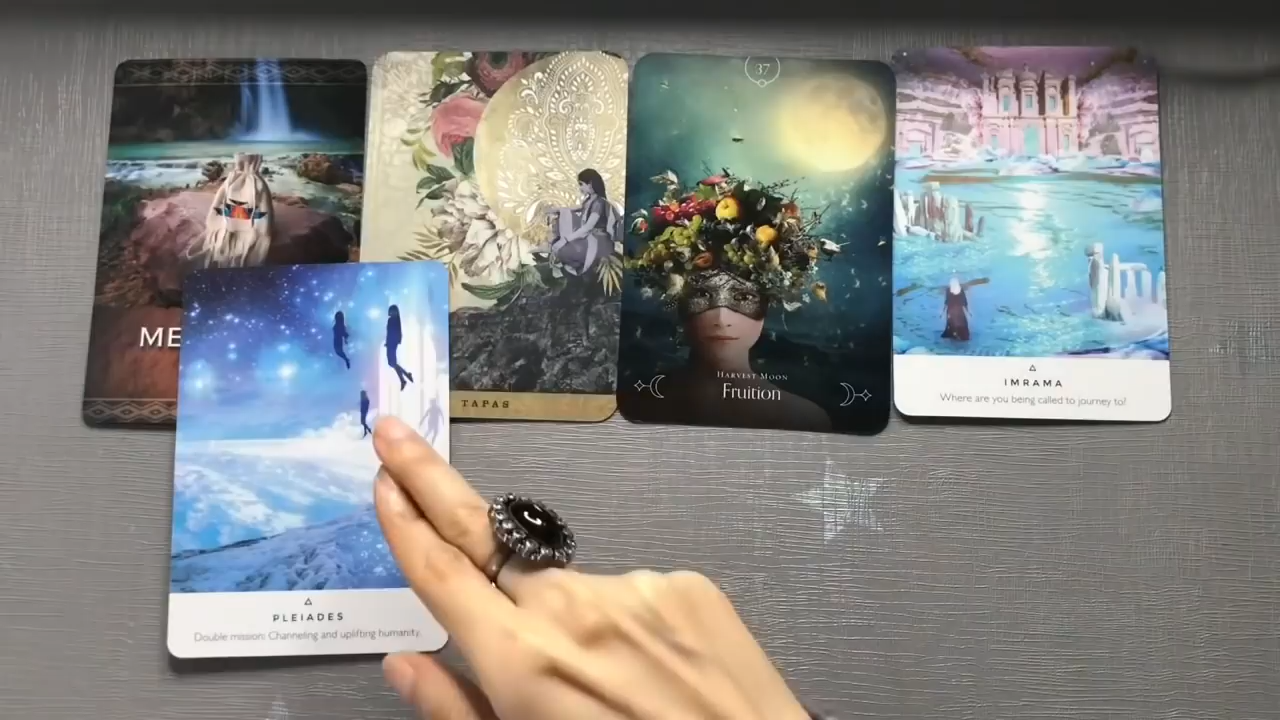 37
ME
TAPAS
HARVEST MOON
Fruition
IMRAMA
Where are you being called to journey to?
PLEIADES
Double mission: Channeling and uplifting humanity.